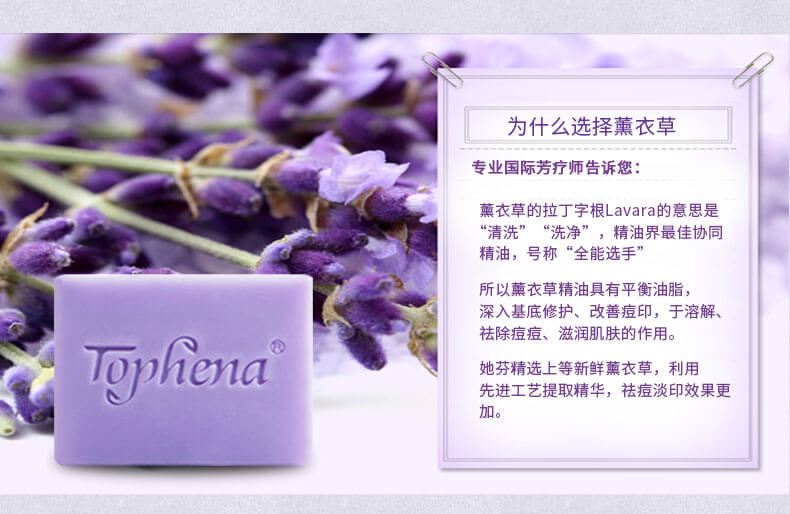 为什么选择薰衣草
专业国际芳疗师告诉您：
薰衣草的拉丁字根Lavara的意思是
“清洗”“洗净”，精油界最佳协同
精油，号称“全能选手”
所以薰衣草精油具有平衡油脂，
深入基底修护、改善痘印，于溶解、
祛除痘痘、滋润肌肤的作用。
她芬精选上等新鲜薰衣草，利用
先进工艺提取精华，祛痘淡印效果更
加。
Tophena®